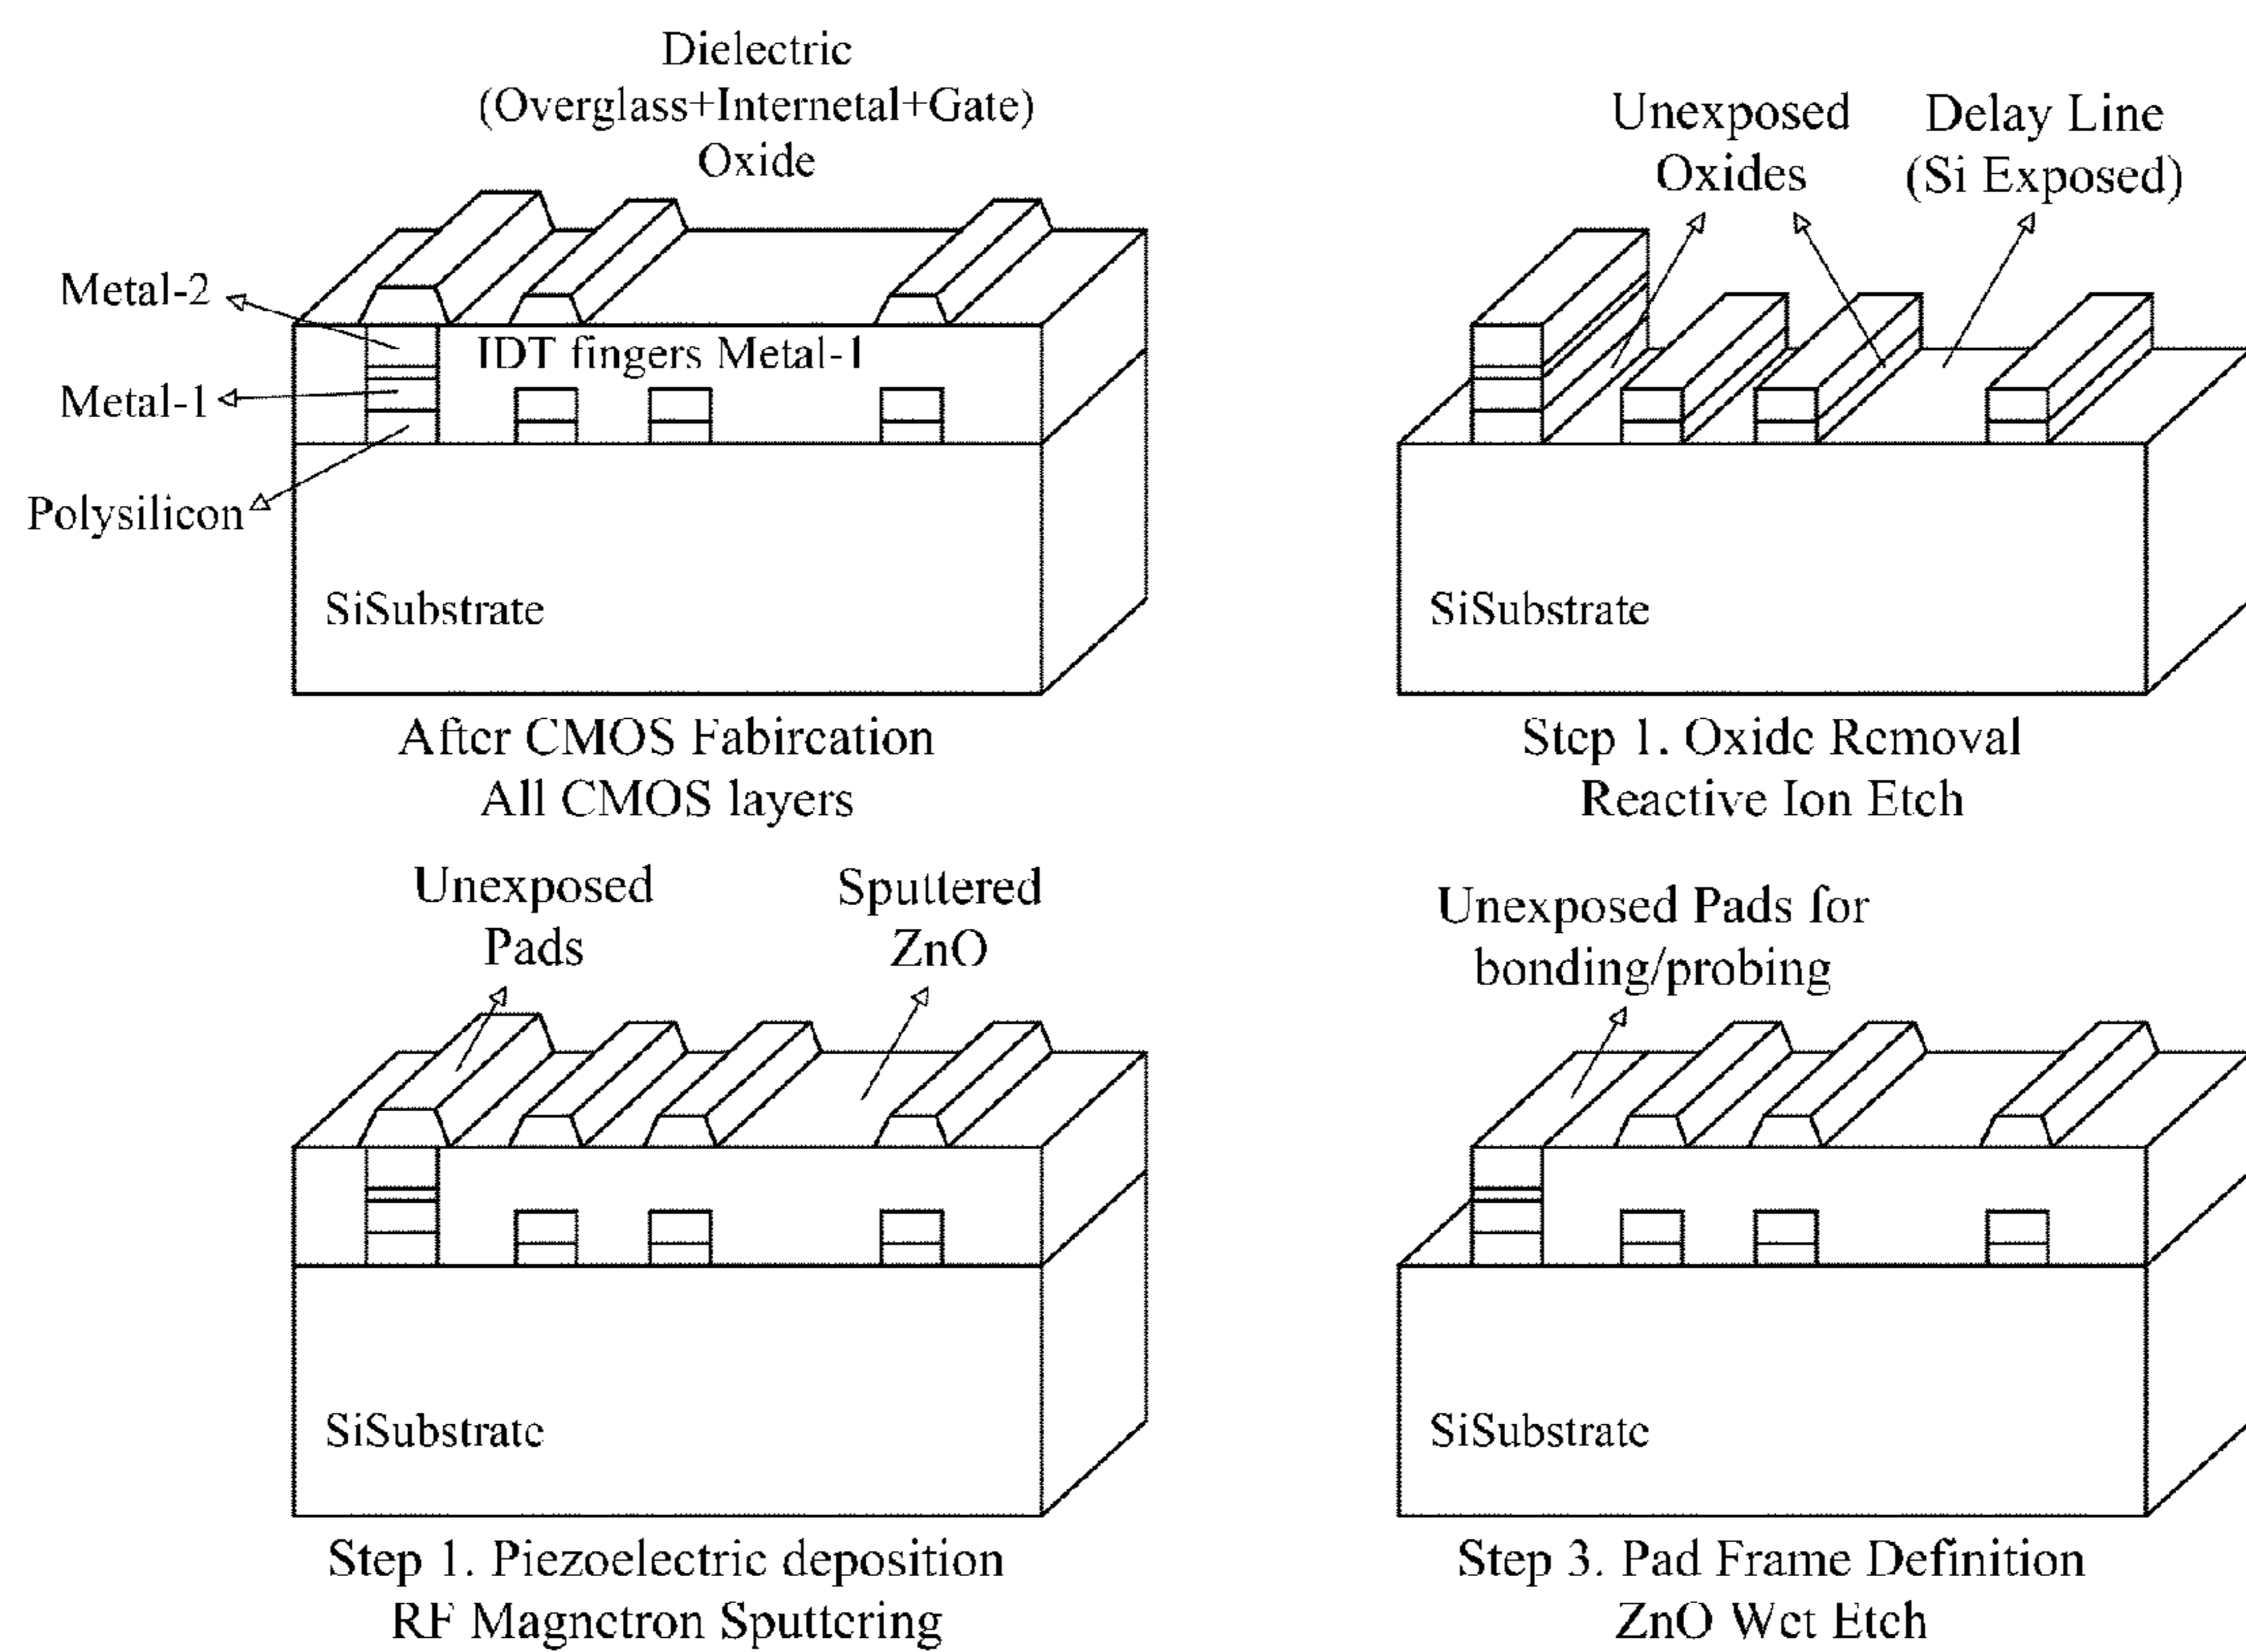 Dielectric
(Overglass+Internetal+Gate)
Oxide
Metal-2
Metal-1
Polysilicon
IDT fingers Metal-1
SiSubstrate
After CMOS Fabircation
All CMOS layers
Unexposed
Oxides
Delay Line
(Si Exposed)
SiSubstrate
Step 1. Oxide Removal
Reactive Ion Etch
Unexposed
Pads
Sputtered
ZnO
SiSubstrate
Step 1. Piezoelectric deposition
RF Magnetron Sputtering
Unexposed Pads for
bonding/probing
SiSubstrate
Step 3. Pad Frame Definition
ZnO Wet Etch